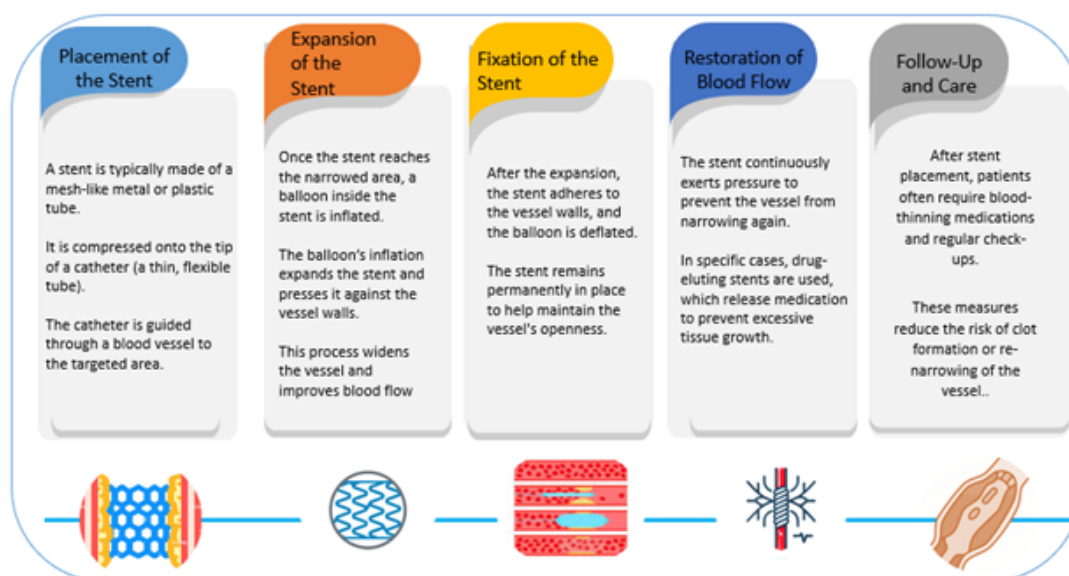 Placement of
the Stent
A stent is typically made of a
mesh-like metal or plastic
tube.
It is compressed onto the tip
of a catheter (a thin, flexible
tube).
The catheter is guided
through a blood vessel to
the targeted area.
Expansion
of the
Stent
Once the stent reaches
the narrowed area, a
balloon inside the
stent is inflated.
The balloon's inflation
expands the stent and
presses it against the
vessel walls.
This process widens
the vessel and
improves blood flow
Fixation of the
Stent
After the expansion,
the stent adheres to
the vessel walls, and
the balloon is deflated.
The stent remains
permanently in place
to help maintain the
vessel's openness.
Restoration of
Blood Flow
The stent continuously
exerts pressure to
prevent the vessel from
narrowing again.
In specific cases, drug-
eluting stents are used,
which release medication
to prevent excessive
tissue growth.
Follow-Up
and Care
After stent
placement, patients
often require blood-
thinning medications
and regular check-
ups.
These measures
reduce the risk of clot
formation or re-
narrowing of the
vessel..